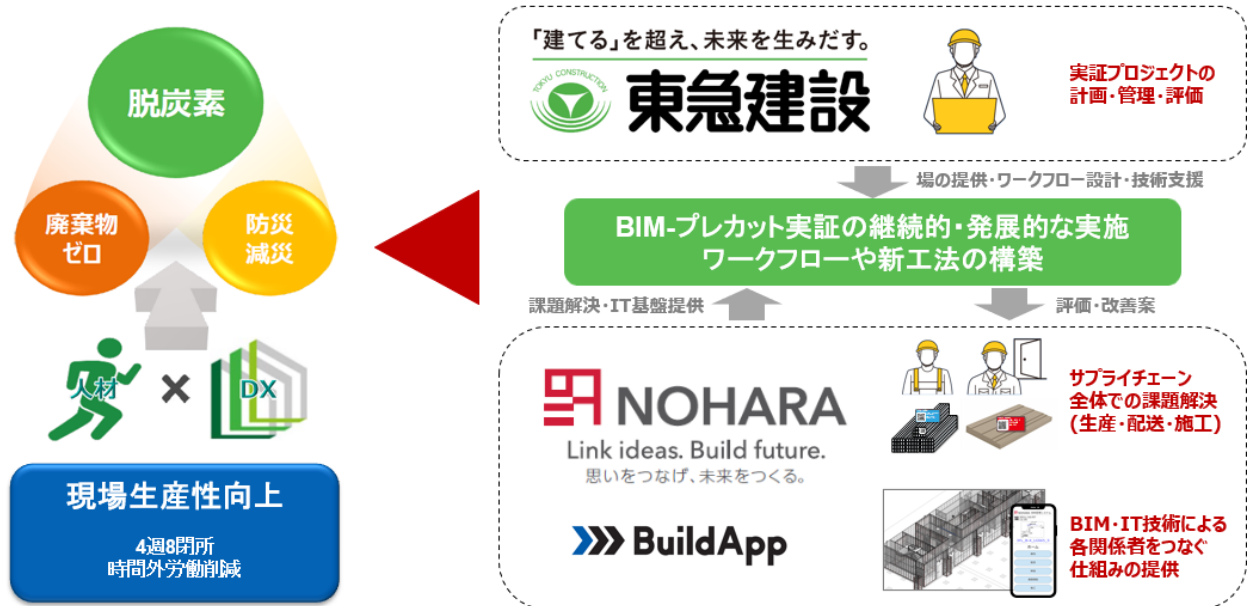 脱炭素
廃棄物
ゼロ
防災
減災
人材
×
DX
現場生産性向上
4週8閉所
時間外労働削減
「建てる」を超え、未来を生みだす。
TOKYU CONSTRUCTION
東急建設
実証プロジェクトの
計画・管理・評価
場の提供・ワークフロー設計・技術支援
BIM-プレカット実証の継続的・発展的な実施
ワークフローや新工法の構築
課題解決・IT基盤提供
評価・改善案
NOHARA
Link ideas. Build future.
思いをつなげ、未来をつくる。
サプライチェーン
全体での課題解決
(生産・配送・施工)
BuildApp
BIM・IT技術による
各関係者をつなぐ
仕組みの提供